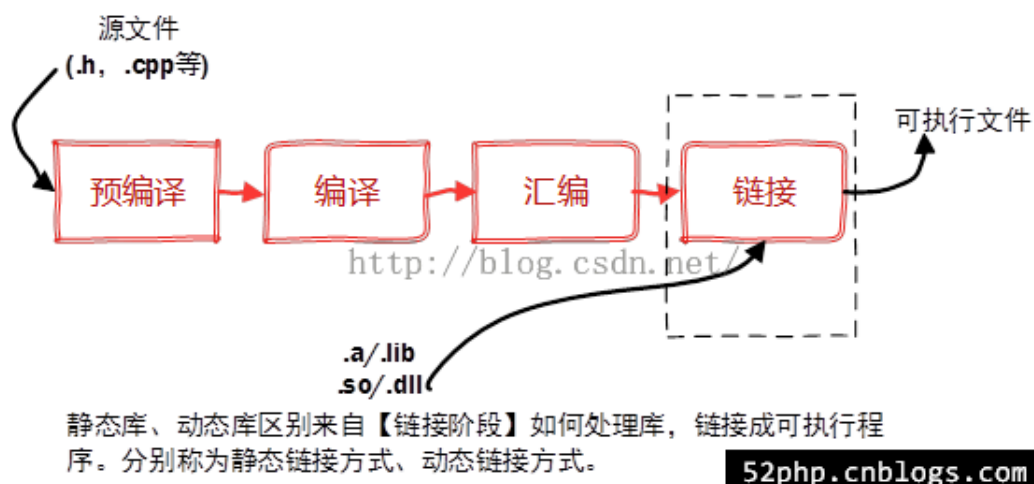 源文件
(.h，.cpp等)
可执行文件
预编译
编译
汇编
链接
http://blog.csdn.net/
.a/.lib
.so/.dll
静态库、动态库区别来自【链接阶段】如何处理库，链接成可执行程
序。分别称为静态链接方式、动态链接方式。
52php.cnblogs.com